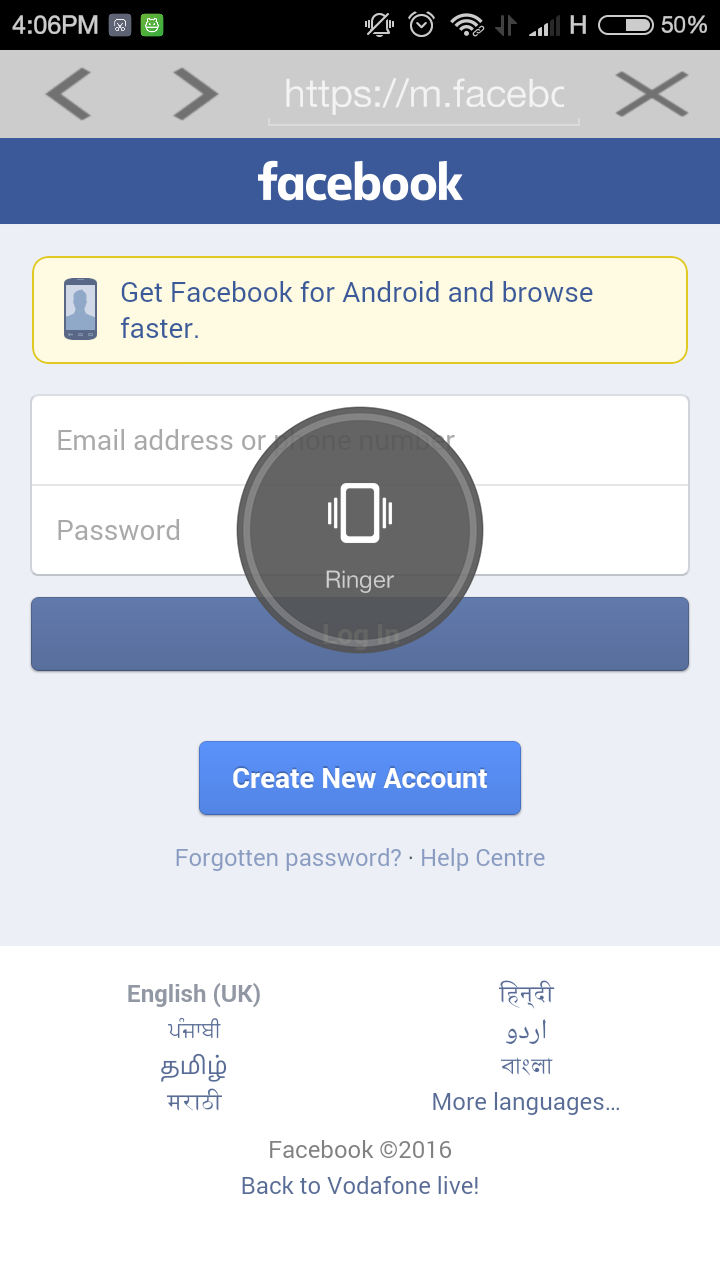 4:06PM H 50%
https://m.facebo
facebook
Get Facebook for Android and browse
faster.
Email address or phone number
Password
Ringer
Log In
Create New Account
Forgotten password? · Help Centre
English (UK) हिन्दी
ਪੰਜਾਬੀ اردو
தமிழ் বাংলা
मराठी More languages…
Facebook ©2016
Back to Vodafone live!